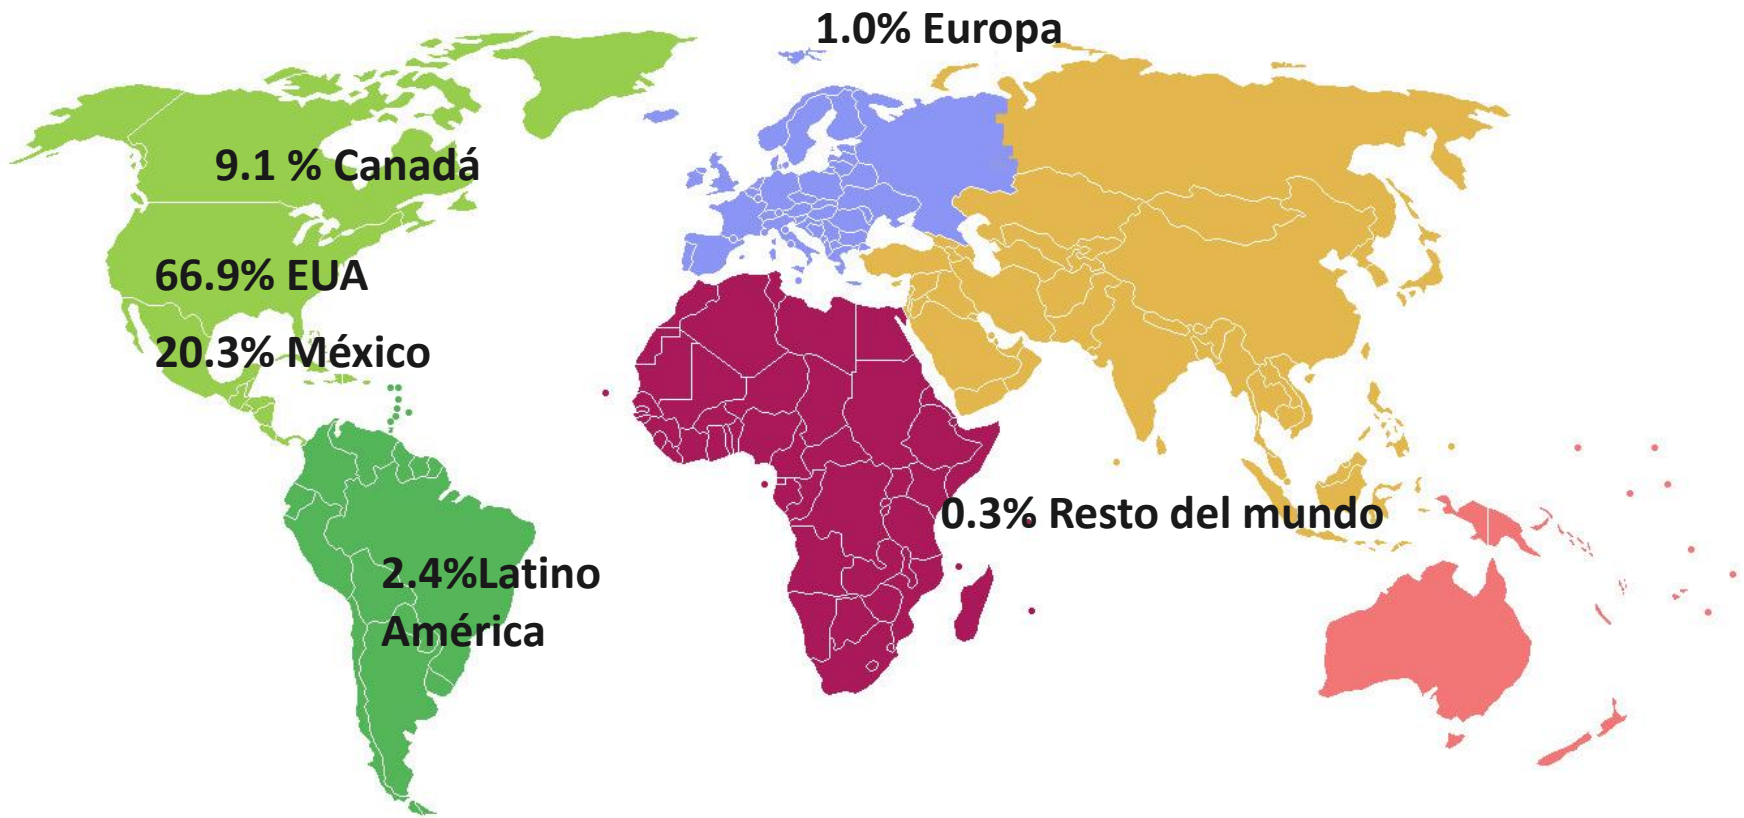 1.0% Europa
9.1 % Canadá
66.9% EUA
20.3% México
0.3% Resto del mundo
2.4%Latino
América